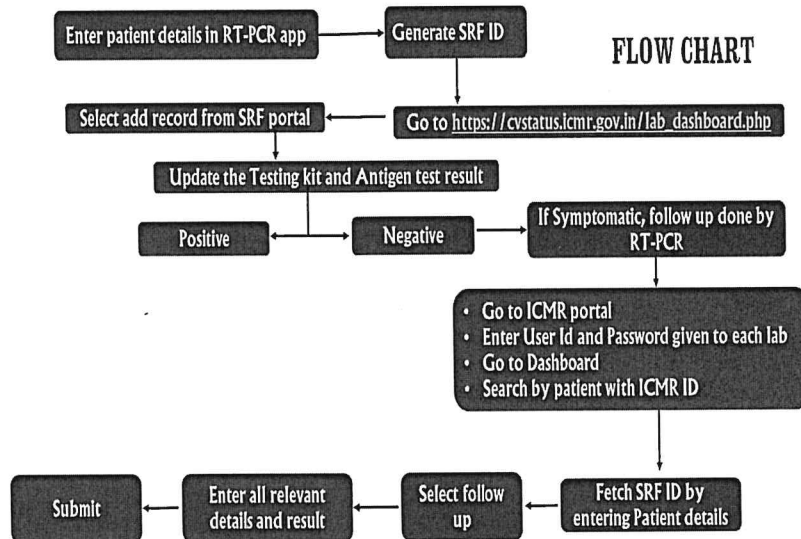 Enter patient details in RT-PCR app
Generate SRF ID
FLOW CHART
Select add record from SRF portal
Go to https://cvstatus.icmr.gov.in/lab_dashboard.php
Update the Testing kit and Antigen test result
Positive
Negative
If Symptomatic, follow up done by
RT-PCR
• Go to ICMR portal
• Enter User Id and Password given to each lab
• Go to Dashboard
• Search by patient with ICMR ID
Submit
Enter all relevant
details and result
Select follow
up
Fetch SRF ID by
entering Patient details